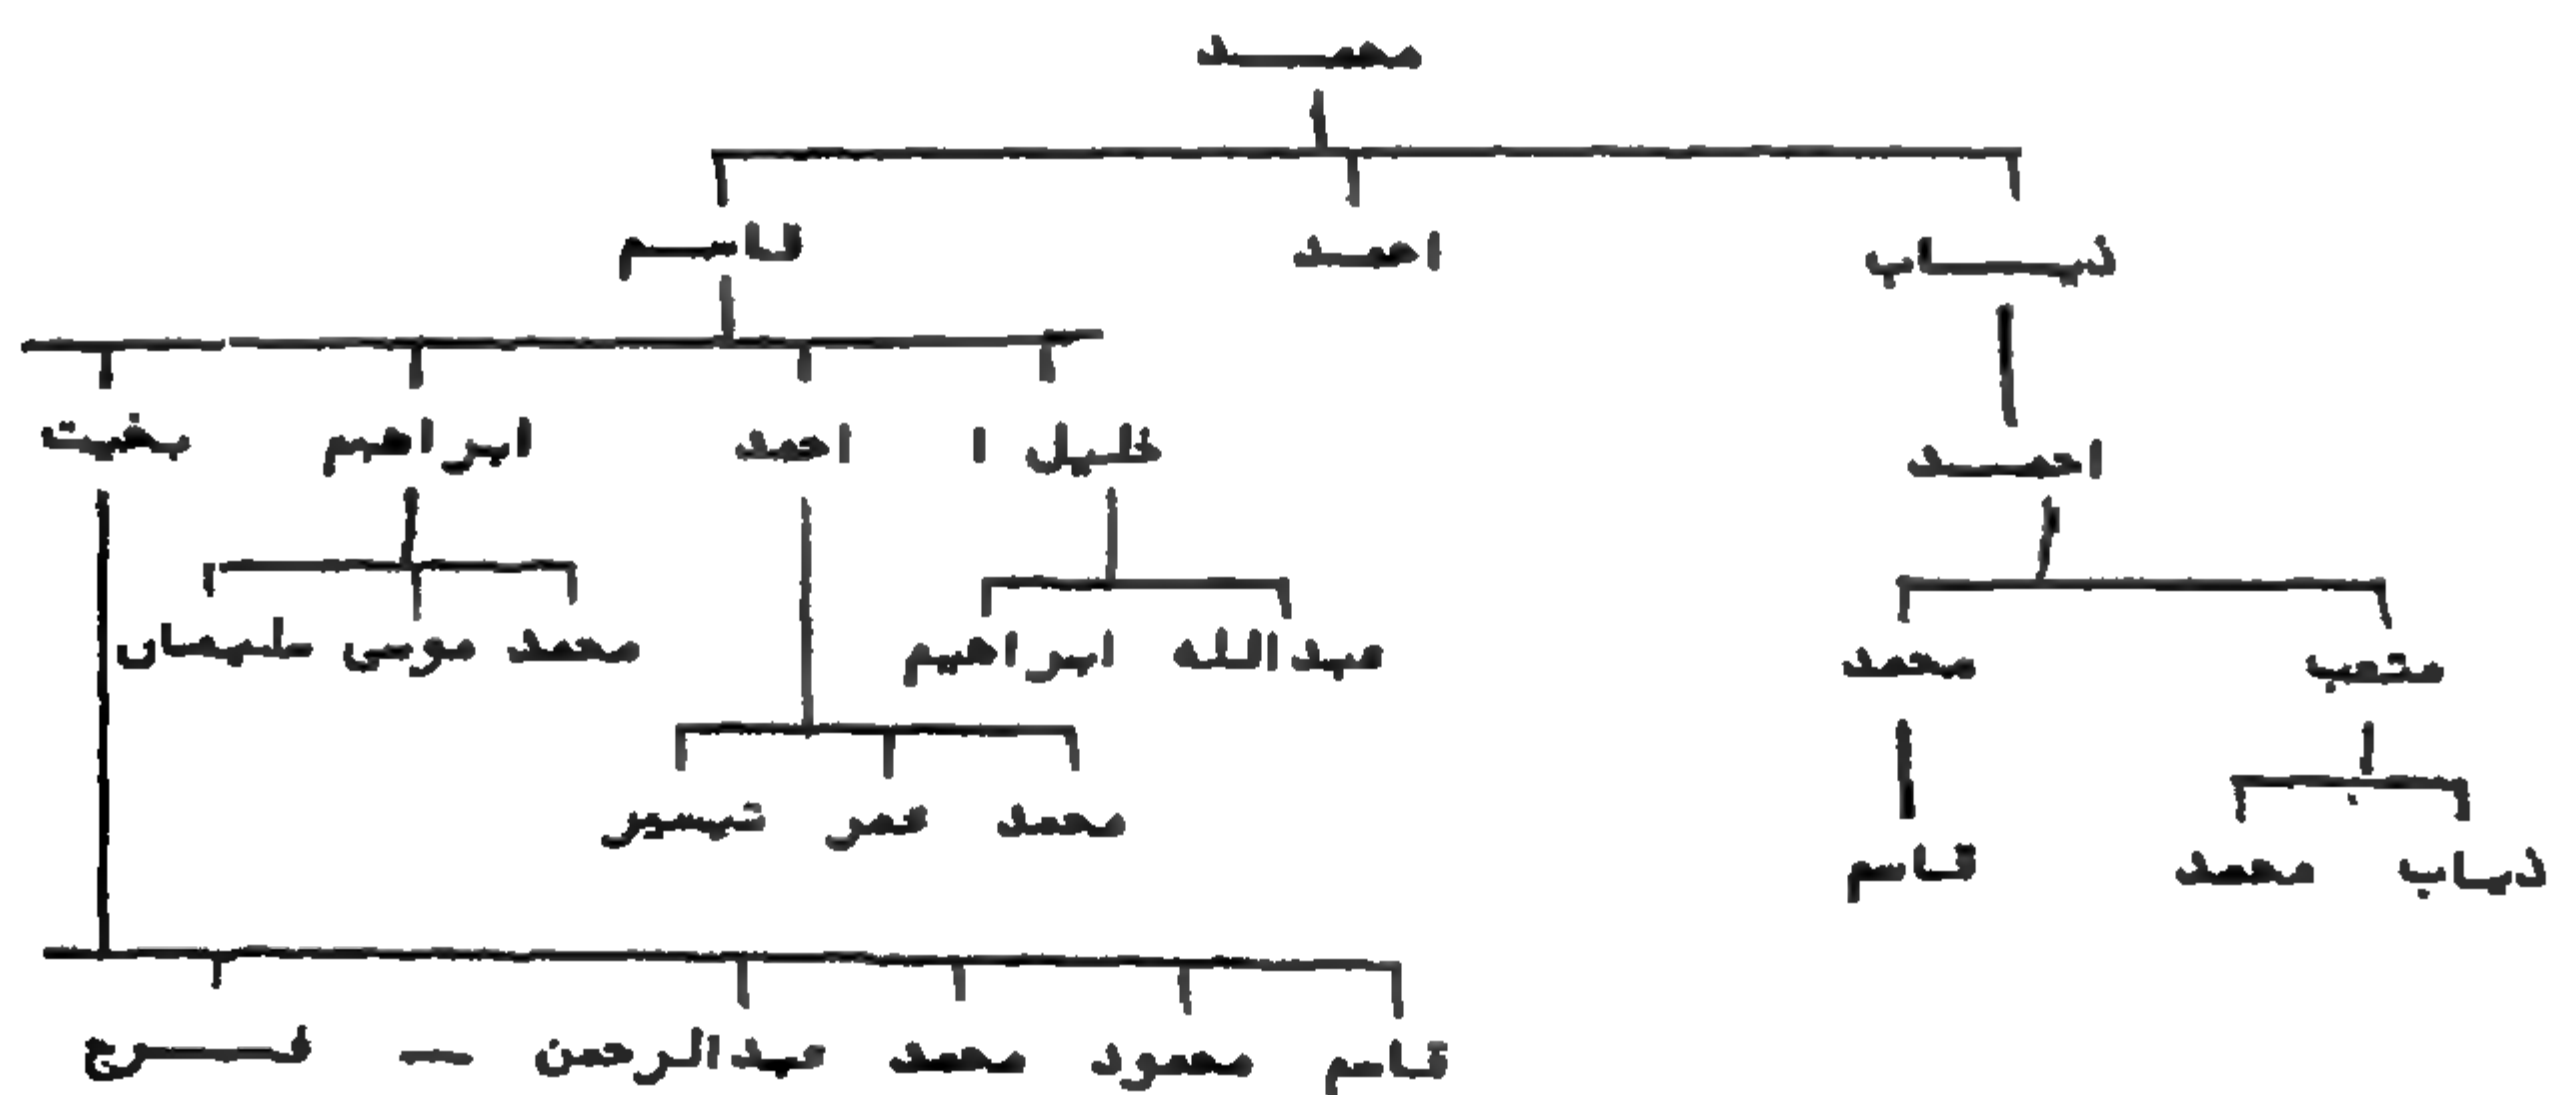 محمد
ذياب احمد قاسم
احمد خليل ا احمد ابراهيم بخيت
متعب محمد عبدالله ابراهيم محمد موسى سليمان
ذياب محمد قاسم محمد عمر تيسير
قاسم محمود محمد عبدالرحمن — فرج